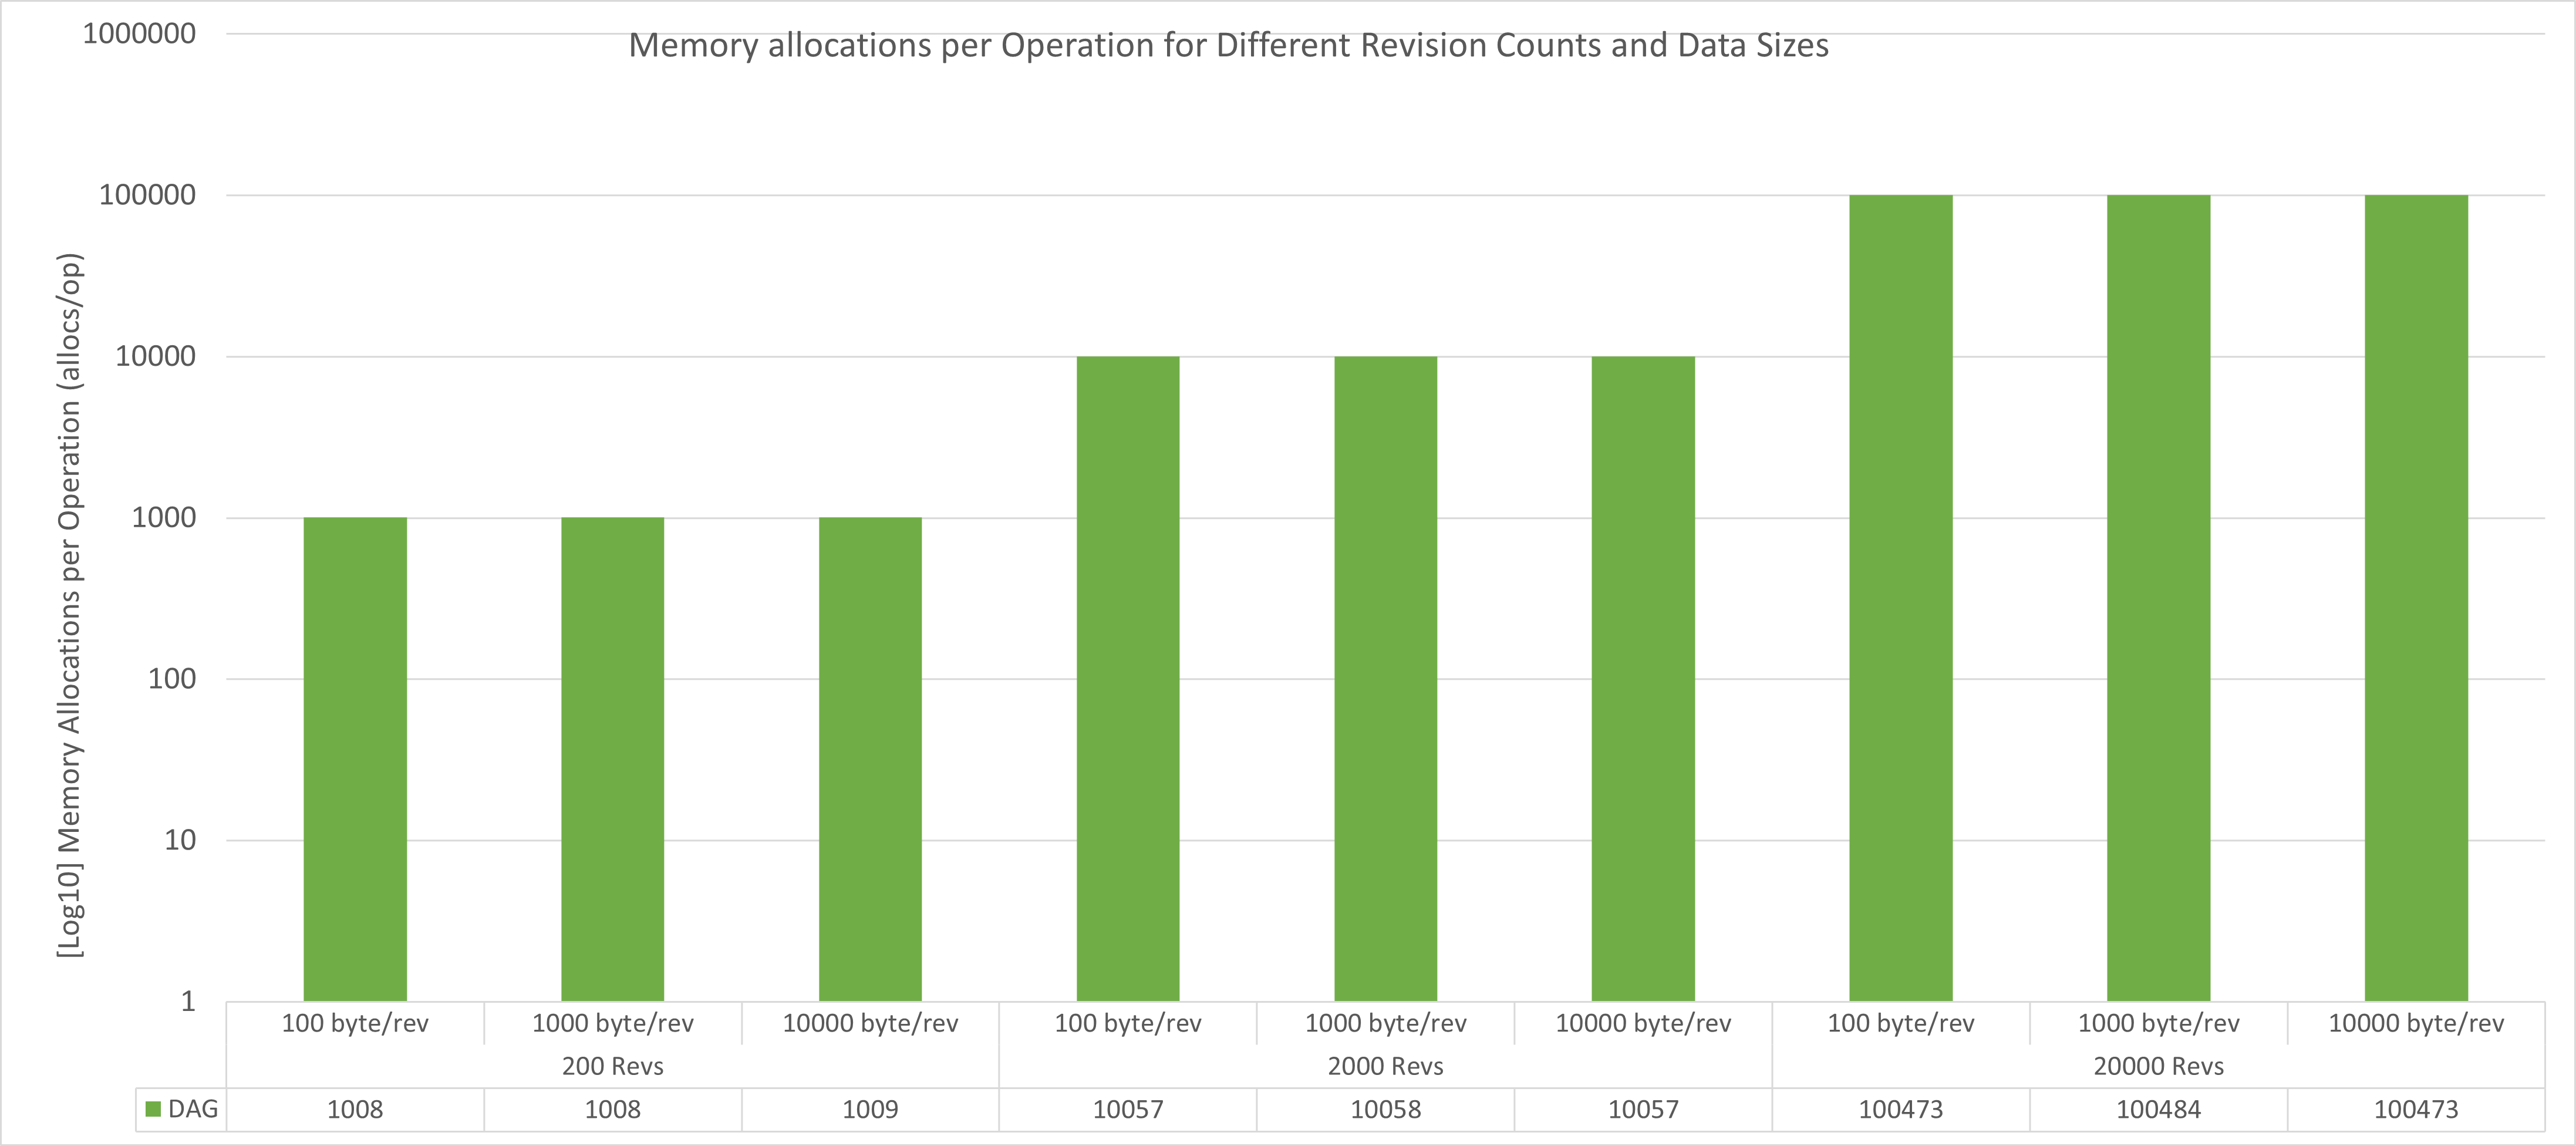 Memory allocations per Operation for Different Revision Counts and Data Sizes
[Log10] Memory Allocations per Operation (allocs/op)
1000000
100000
10000
1000
100
10
1
100 byte/rev 1000 byte/rev 10000 byte/rev 100 byte/rev 1000 byte/rev 10000 byte/rev 100 byte/rev 1000 byte/rev 10000 byte/rev
200 Revs 2000 Revs 20000 Revs
DAG 1008 1008 1009 10057 10058 10057 100473 100484 100473